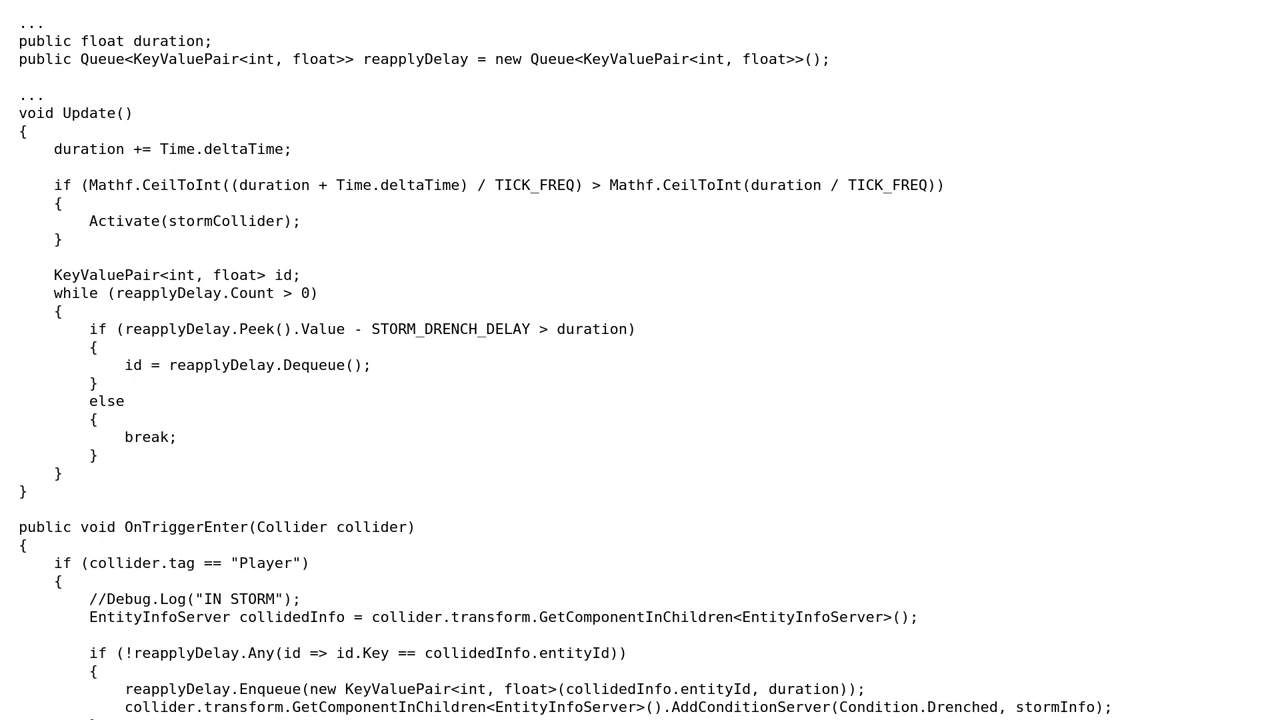 ...
public float duration;
public Queue<KeyValuePair<int, float>> reapplyDelay = new Queue<KeyValuePair<int, float>>();
...
void Update()
{
    duration += Time.deltaTime;
    if (Mathf.CeilToInt((duration + Time.deltaTime) / TICK_FREQ) > Mathf.CeilToInt(duration / TICK_FREQ))
    {
        Activate(stormCollider);
    }
    KeyValuePair<int, float> id;
    while (reapplyDelay.Count > 0)
    {
        if (reapplyDelay.Peek().Value - STORM_DRENCH_DELAY > duration)
        {
            id = reapplyDelay.Dequeue();
        }
        else
        {
            break;
        }
    }
}
public void OnTriggerEnter(Collider collider)
{
    if (collider.tag == "Player")
    {
        //Debug.Log("IN STORM");
        EntityInfoServer collidedInfo = collider.transform.GetComponentInChildren<EntityInfoServer>();
        if (!reapplyDelay.Any(id => id.Key == collidedInfo.entityId))
        {
            reapplyDelay.Enqueue(new KeyValuePair<int, float>(collidedInfo.entityId, duration));
            collider.transform.GetComponentInChildren<EntityInfoServer>().AddConditionServer(Condition.Drenched, stormInfo);